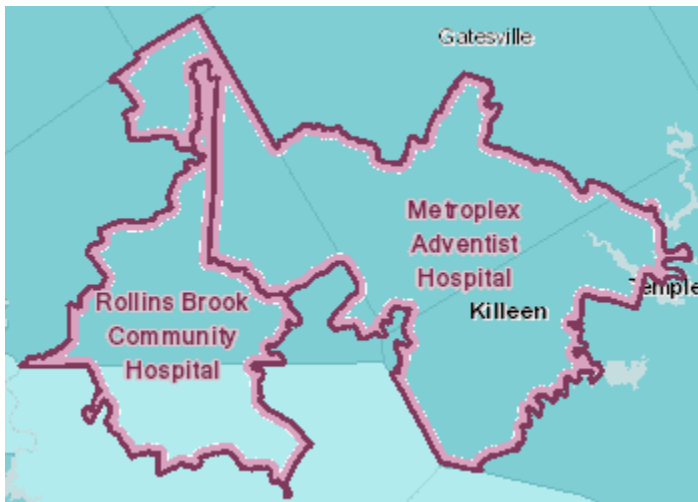 Gatesville
Metroplex
Adventist
Hospital
Killeen
Temple
Rollins Brook
Community
Hospital